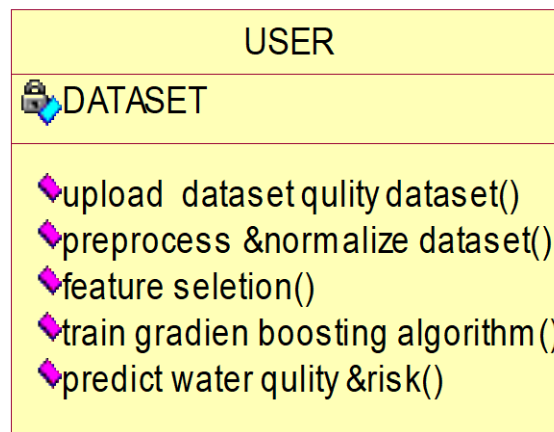 USER
DATASET
upload dataset qulity dataset()
preprocess &normalize dataset()
feature seletion()
train gradien boosting algorithm()
predict water qulity &risk()